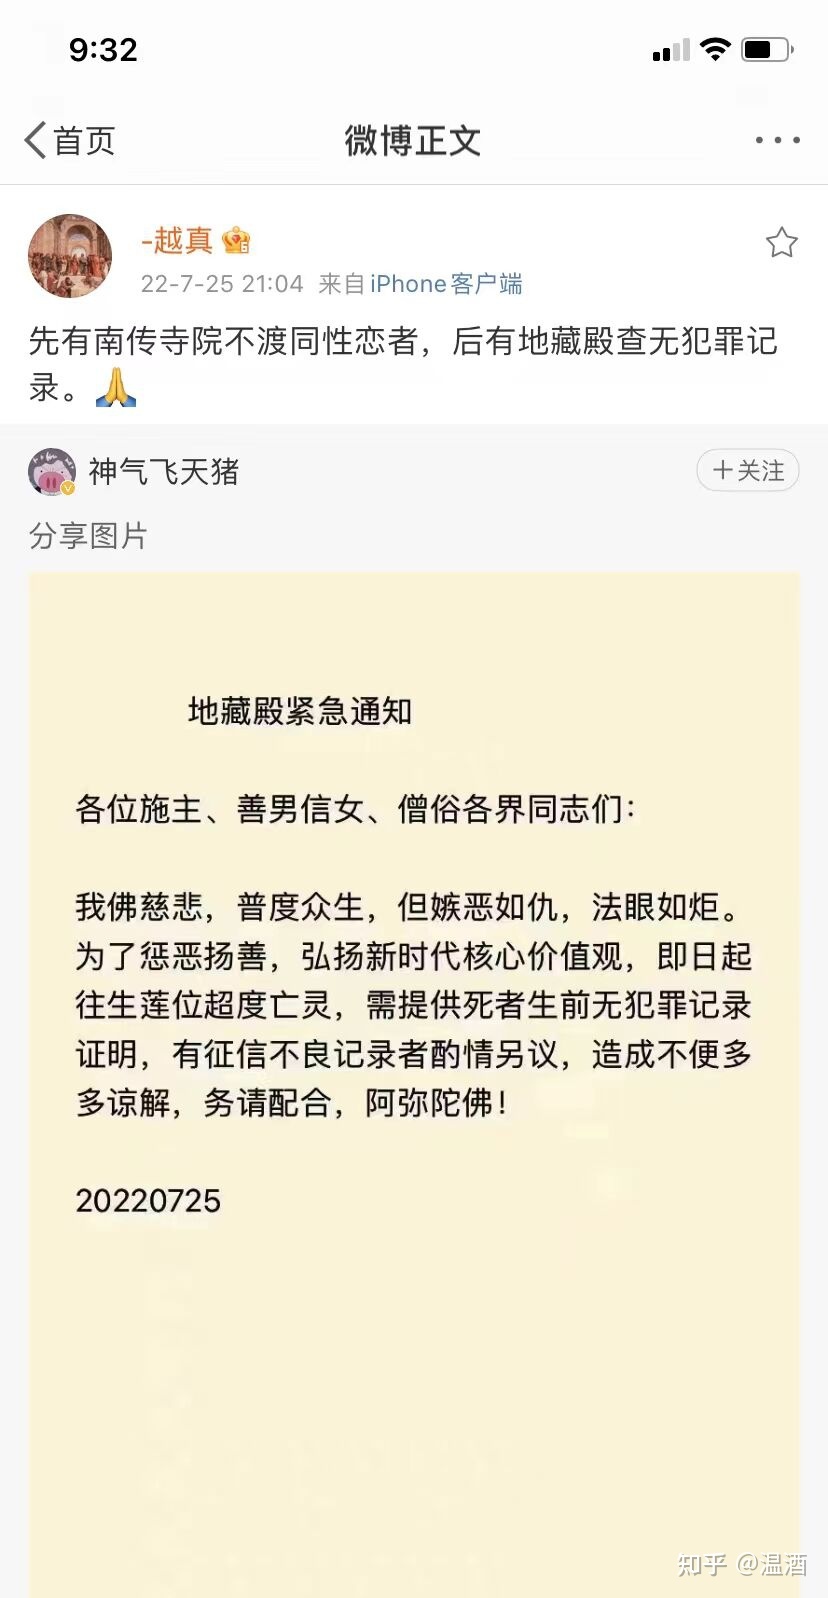 9:32
首页
微博正文
-越真
22-7-25 21:04 来自 iPhone客户端
先有南传寺院不渡同性恋者，后有地藏殿查无犯罪记
录。🙏
神气飞天猪
+关注
分享图片
地藏殿紧急通知
各位施主、善男信女、僧俗各界同志们：
我佛慈悲，普度众生，但嫉恶如仇，法眼如炬。
为了惩恶扬善，弘扬新时代核心价值观，即日起
往生莲位超度亡灵，需提供死者生前无犯罪记录
证明，有征信不良记录者酌情另议，造成不便多
多谅解，务请配合，阿弥陀佛！
20220725
知乎 @温酒